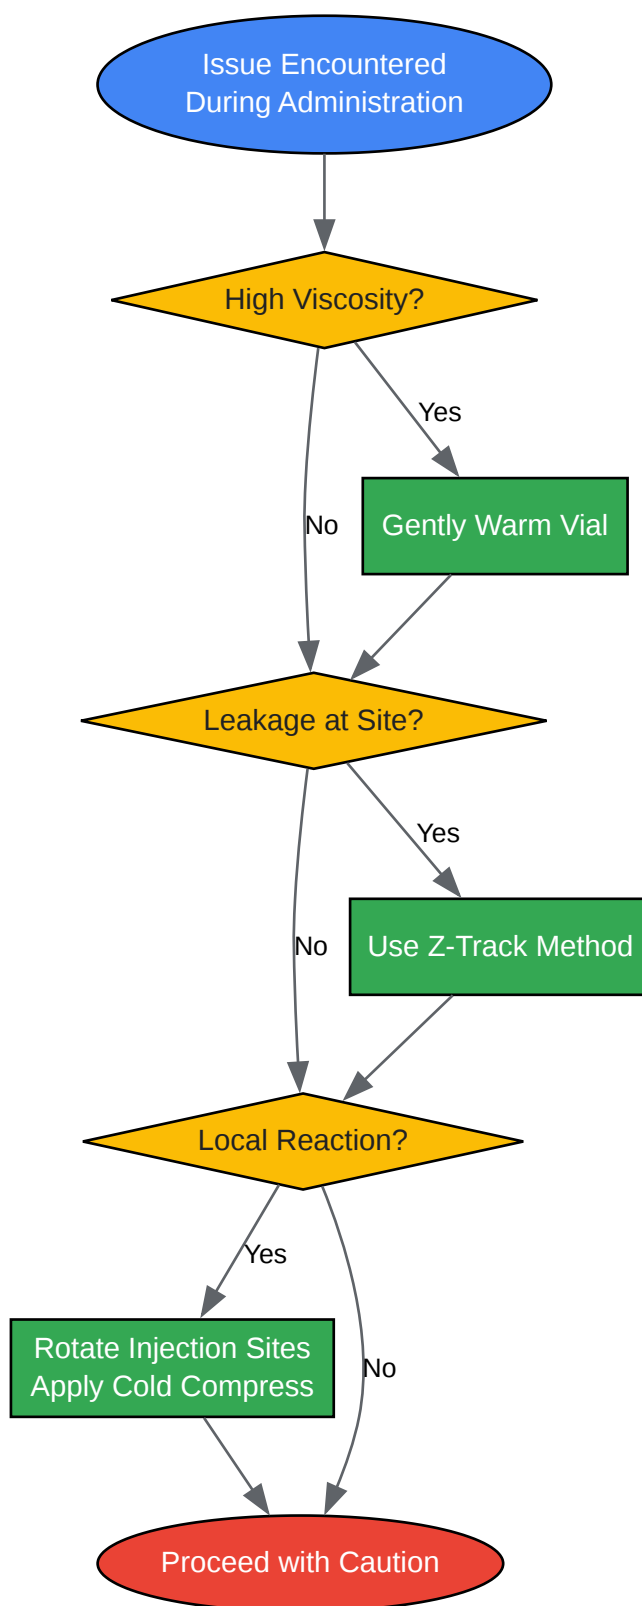 Issue Encountered
During Administration
High Viscosity?
Yes
No
Gently Warm Vial
Leakage at Site?
Yes
No
Use Z-Track Method
Local Reaction?
Yes
Rotate Injection Sites
Apply Cold Compress
No
Proceed with Caution